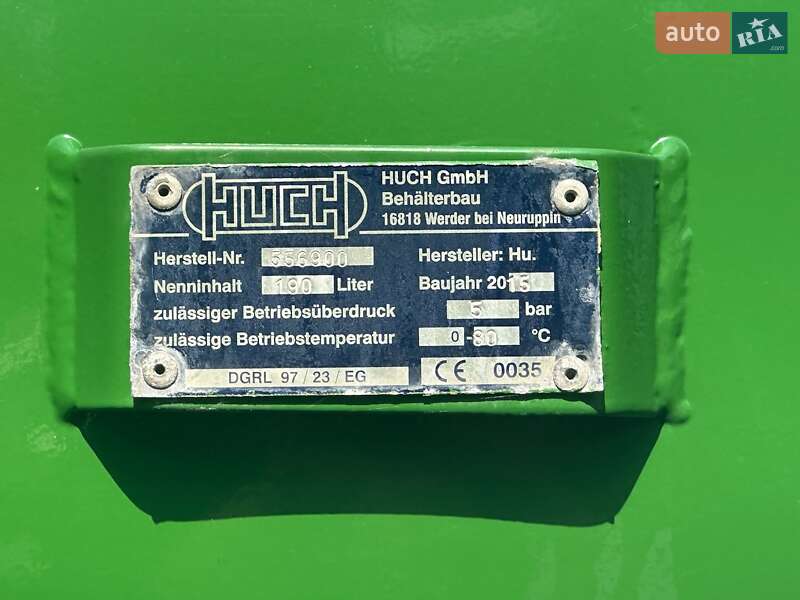 auto RIA .com
HUCH
HUCH GmbH
Behälterbau
16818 Werder bei Neuruppin
Herstell-Nr. 556900
Hersteller: Hu.
Nenninhalt 190 Liter
Baujahr 2015
zulässiger Betriebsüberdruck 5 bar
zulässige Betriebstemperatur 0-80 °C
DGRL 97 / 23 / EG
CE 0035